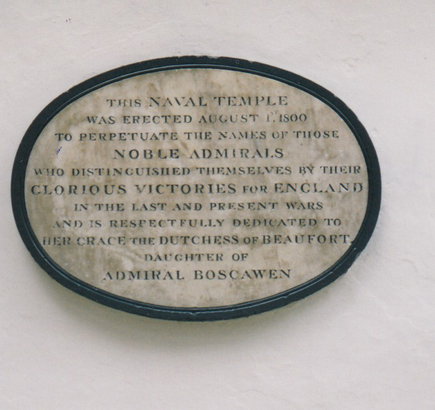 THIS NAVAL TEMPLE
WAS ERECTED AUGUST 1. 1800
TO PERPETUATE THE NAMES OF THOSE
NOBLE ADMIRALS
WHO DISTINGUISHED THEMSELVES BY THEIR
GLORIOUS VICTORIES FOR ENGLAND
IN THE LAST AND PRESENT WARS
AND IS RESPECTFULLY DEDICATED TO
HER GRACE THE DUTCHESS OF BEAUFORT.
DAUGHTER OF
ADMIRAL BOSCAWEN